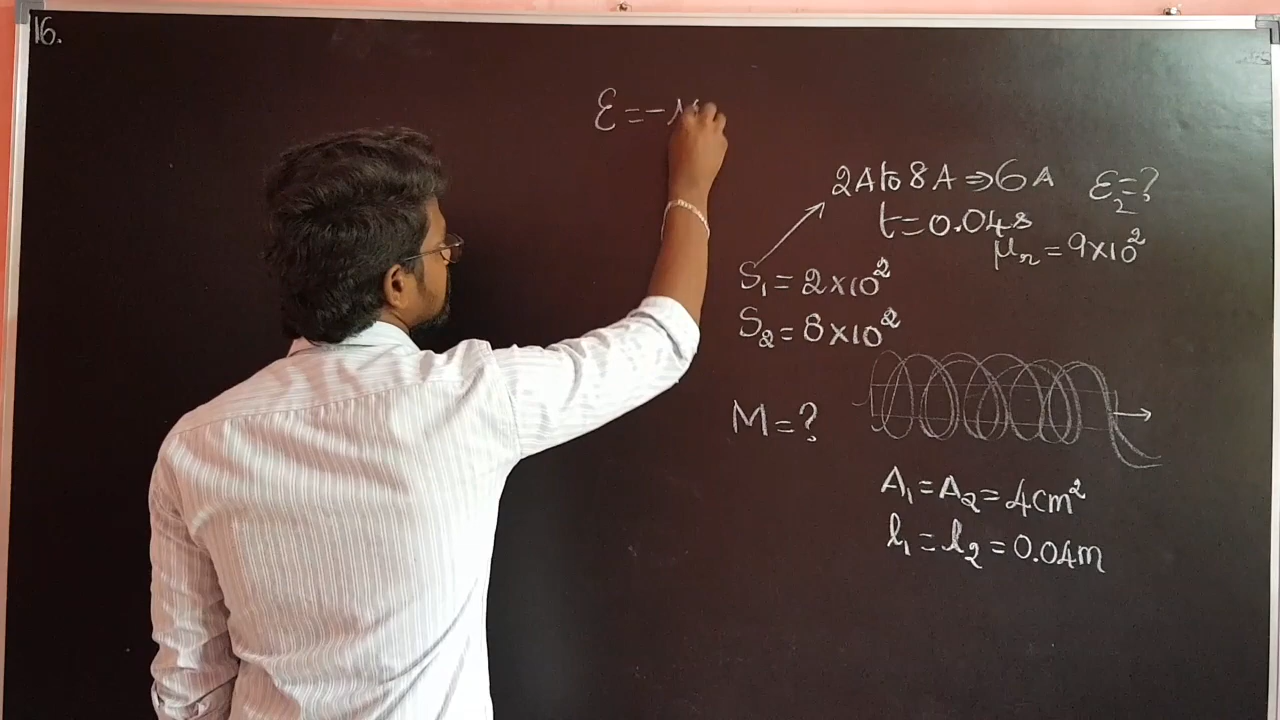 16.
ε = -M
2A to 8A ⇒ 6A ε₂ = ?
t = 0.04s
μᵣ = 9×10²
S₁ = 2×10²
S₂ = 8×10²
M = ?
A₁ = A₂ = 4cm²
l₁ = l₂ = 0.04m